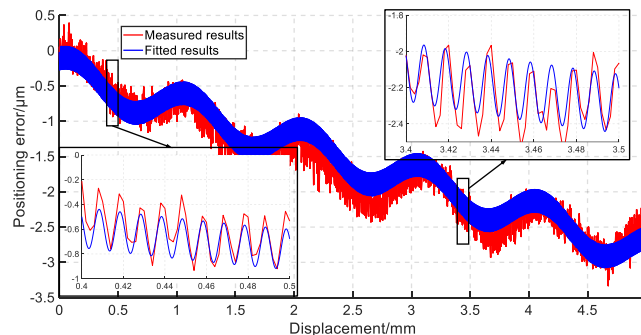 0.5
0
-0.5
-1
-1.5
-2
-2.5
-3
-3.5
Positioning error/μm
Measured results
Fitted results
-1.8
-2
-2.2
-2.4
-2.6
3.4 3.42 3.44 3.46 3.48 3.5
0
-0.2
-0.4
-0.6
-0.8
-1
0.4 0.42 0.44 0.46 0.48 0.5
0 0.5 1 1.5 2 2.5 3 3.5 4 4.5
Displacement/mm